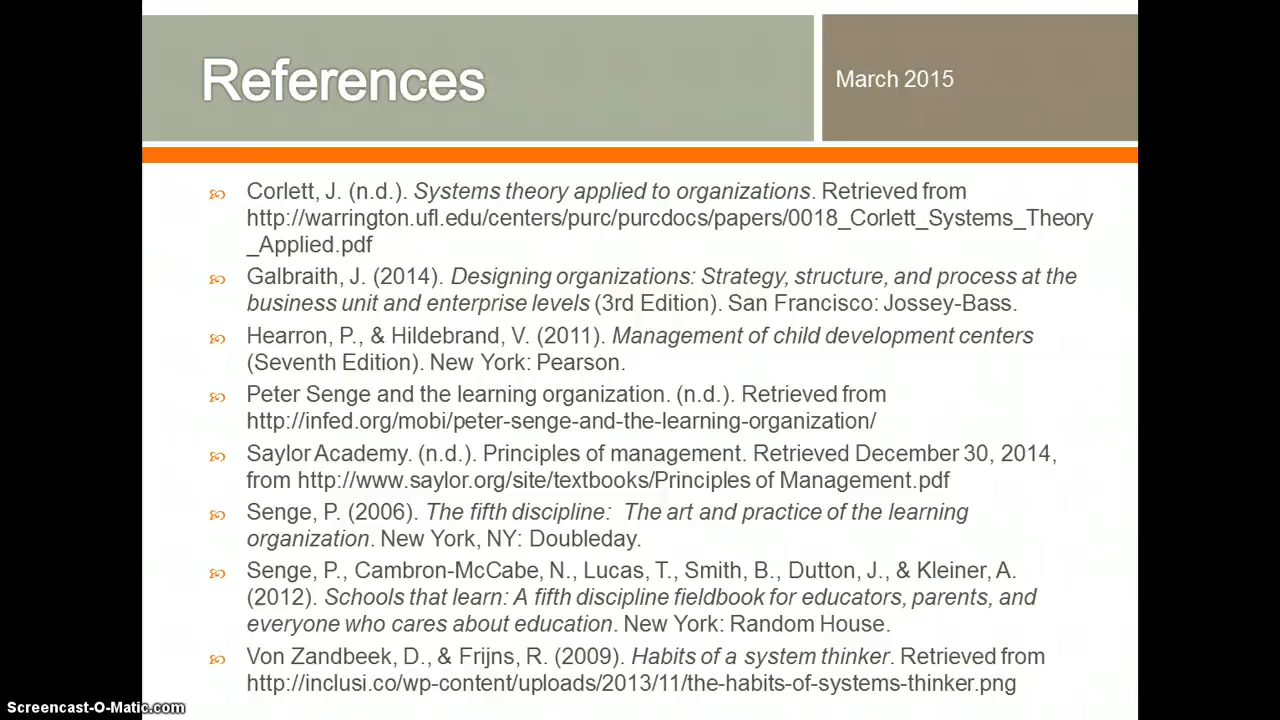 References
March 2015
Corlett, J. (n.d.). Systems theory applied to organizations. Retrieved from
http://warrington.ufl.edu/centers/purc/purcdocs/papers/0018_Corlett_Systems_Theory
_Applied.pdf
Galbraith, J. (2014). Designing organizations: Strategy, structure, and process at the
business unit and enterprise levels (3rd Edition). San Francisco: Jossey-Bass.
Hearron, P., & Hildebrand, V. (2011). Management of child development centers
(Seventh Edition). New York: Pearson.
Peter Senge and the learning organization. (n.d.). Retrieved from
http://infed.org/mobi/peter-senge-and-the-learning-organization/
Saylor Academy. (n.d.). Principles of management. Retrieved December 30, 2014,
from http://www.saylor.org/site/textbooks/Principles of Management.pdf
Senge, P. (2006). The fifth discipline:  The art and practice of the learning
organization. New York, NY: Doubleday.
Senge, P., Cambron-McCabe, N., Lucas, T., Smith, B., Dutton, J., & Kleiner, A.
(2012). Schools that learn: A fifth discipline fieldbook for educators, parents, and
everyone who cares about education. New York: Random House.
Von Zandbeek, D., & Frijns, R. (2009). Habits of a system thinker. Retrieved from
http://inclusi.co/wp-content/uploads/2013/11/the-habits-of-systems-thinker.png
Screencast-O-Matic.com